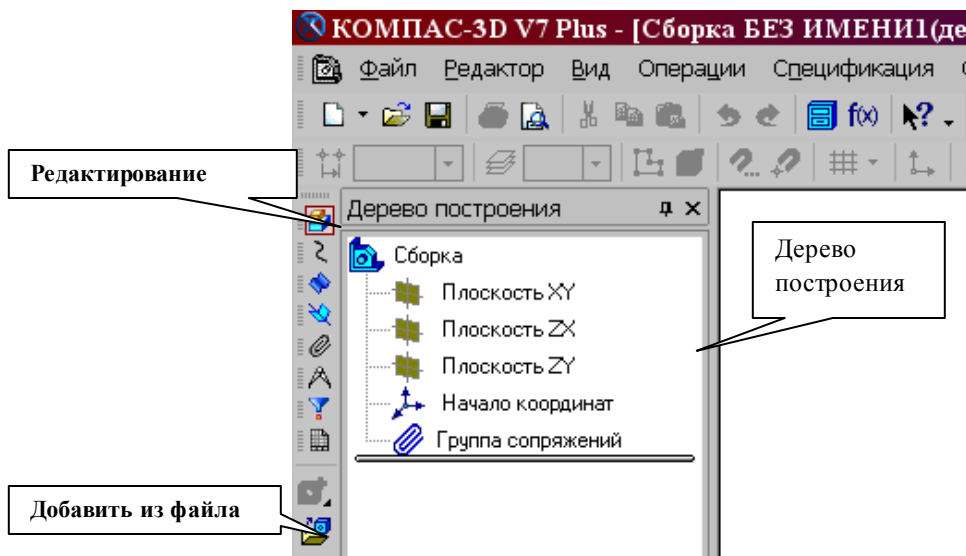 КОМПАС-3D V7 Plus - [Сборка БЕЗ ИМЕНИ1(де
Файл Редактор Вид Операции Спецификация
f(x) ?
Редактирование
Дерево построения
Сборка
Плоскость XY
Плоскость ZX
Плоскость ZY
Начало координат
Группа сопряжений
Дерево
построения
Добавить из файла